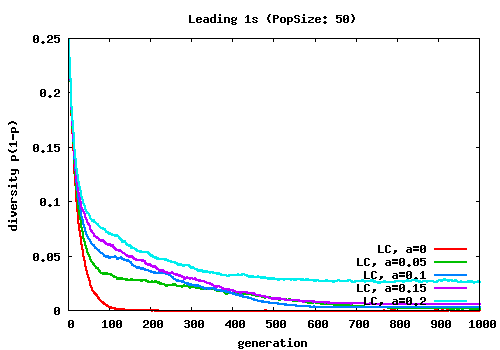 Leading 1s (PopSize: 50)
0.25
0.2
0.15
0.1
0.05
0
diversity p(1-p)
LC, a=0
LC, a=0.05
LC, a=0.1
LC, a=0.15
LC, a=0.2
0 100 200 300 400 500 600 700 800 900 1000
generation